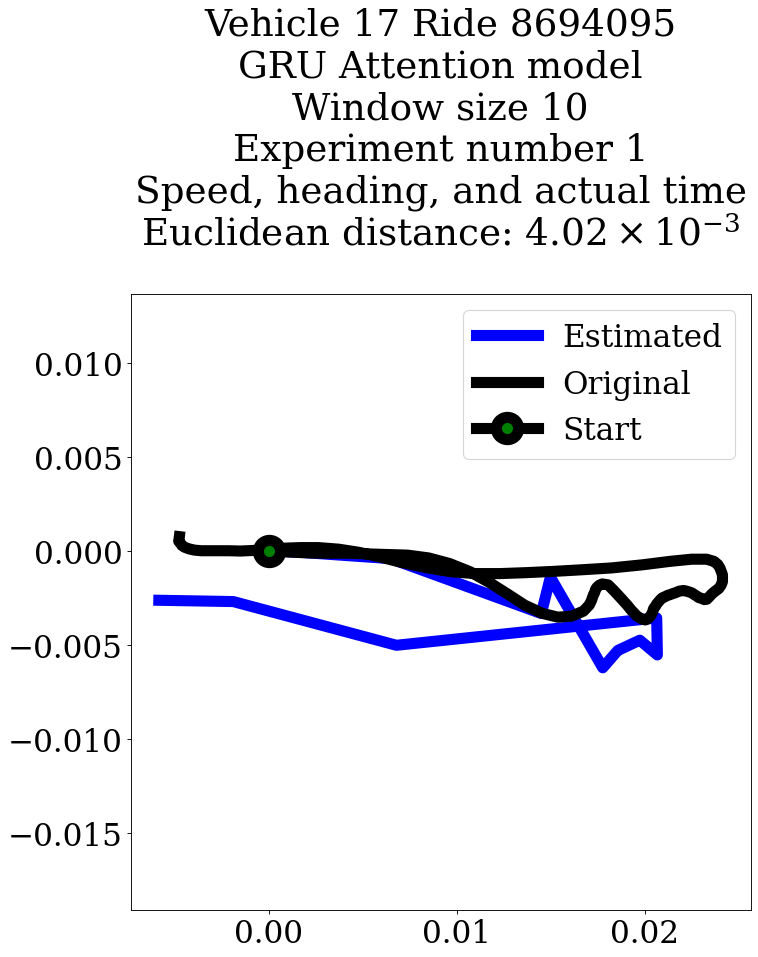 Vehicle 17 Ride 8694095
GRU Attention model
Window size 10
Experiment number 1
Speed, heading, and actual time
Euclidean distance: 4.02 × 10⁻³
Estimated
Original
Start
0.010
0.005
0.000
−0.005
−0.010
−0.015
0.00 0.01 0.02